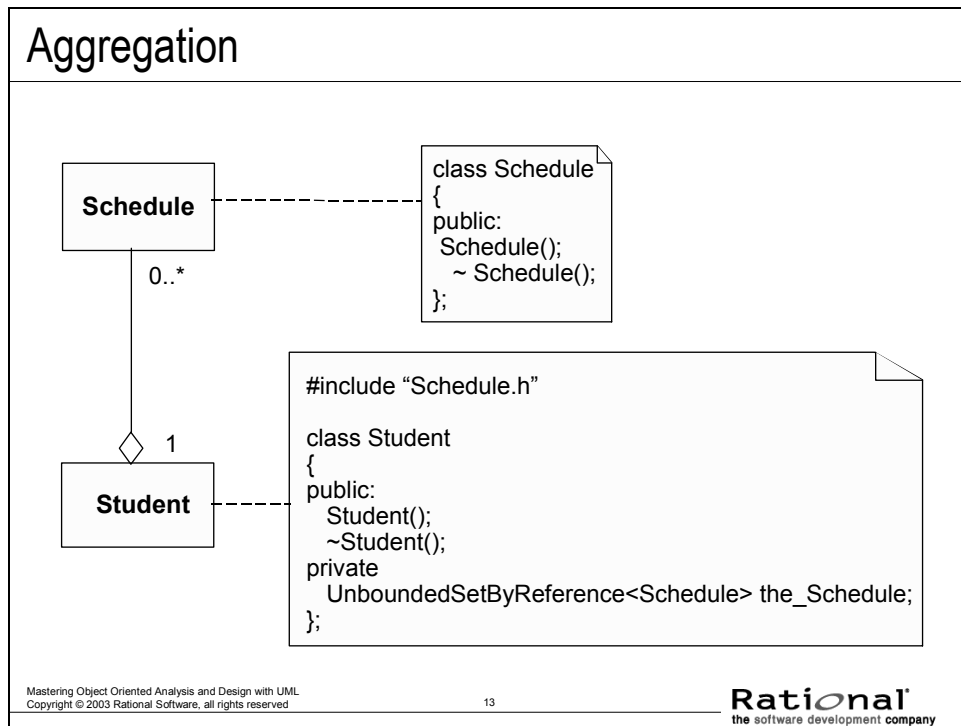 Aggregation
Schedule
class Schedule
{
public:
Schedule();
~ Schedule();
};
0..*
1
Student
#include “Schedule.h”
class Student
{
public:
Student();
~Student();
private
UnboundedSetByReference<Schedule> the_Schedule;
};
Mastering Object Oriented Analysis and Design with UML
Copyright © 2003 Rational Software, all rights reserved
13
Rational
the software development company